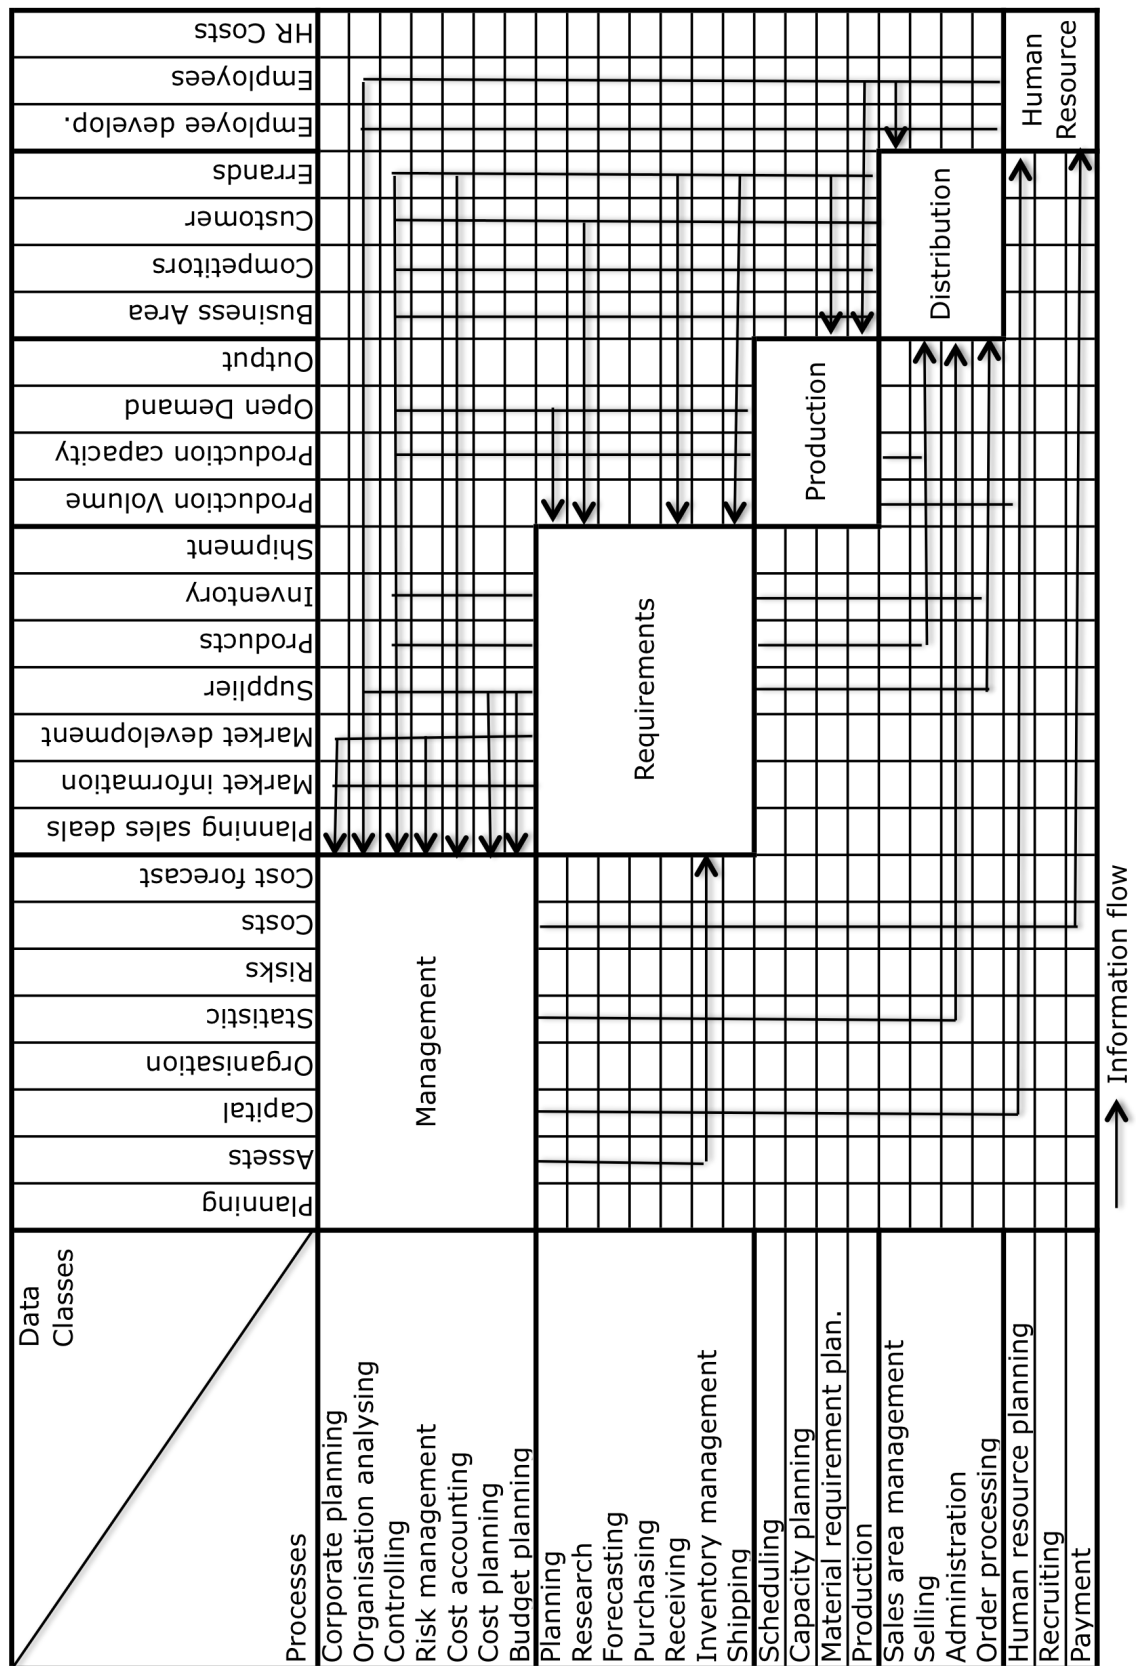 HR Costs
Employees
Employee develop.
Errands
Customer
Competitors
Business Area
Output
Open Demand
Production capacity
Production Volume
Shipment
Inventory
Products
Supplier
Market development
Market information
Planning sales deals
Cost forecast
Costs
Risks
Statistic
Organisation
Capital
Assets
Planning
Data
Classes
Processes
Corporate planning
Organisation analysing
Controlling
Risk management
Cost accounting
Cost planning
Budget planning
Planning
Research
Forecasting
Purchasing
Receiving
Inventory management
Shipping
Scheduling
Capacity planning
Material requirement plan.
Production
Sales area management
Selling
Administration
Order processing
Human resource planning
Recruiting
Payment
Management
Requirements
Production
Distribution
Human
Resource
Information flow